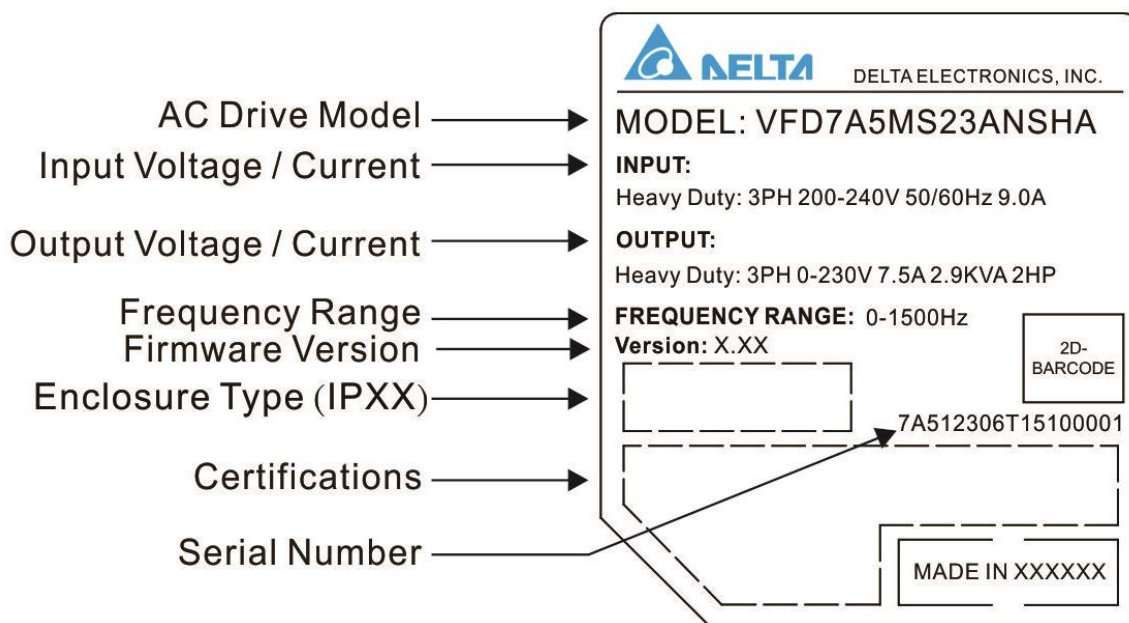 AC Drive Model
Input Voltage / Current
Output Voltage / Current
Frequency Range
Firmware Version
Enclosure Type (IPXX)
Certifications
Serial Number
DELTA
DELTA ELECTRONICS, INC.
MODEL: VFD7A5MS23ANSHA
INPUT:
Heavy Duty: 3PH 200-240V 50/60Hz 9.0A
OUTPUT:
Heavy Duty: 3PH 0-230V 7.5A 2.9KVA 2HP
FREQUENCY RANGE: 0-1500Hz
Version: X.XX
2D-
BARCODE
7A512306T15100001
MADE IN XXXXXX